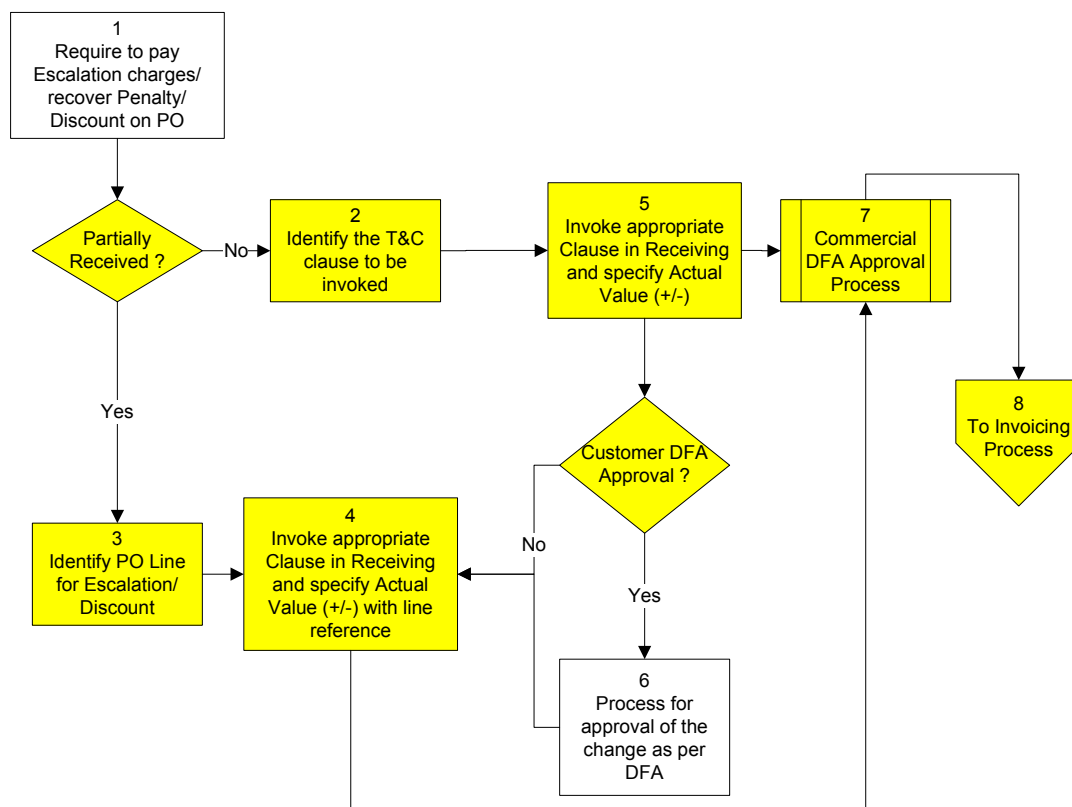 1
Require to pay
Escalation charges/
recover Penalty/
Discount on PO
Partially
Received ?
No
2
Identify the T&C
clause to be
invoked
5
Invoke appropriate
Clause in Receiving
and specify Actual
Value (+/-)
7
Commercial
DFA Approval
Process
Yes
8
To Invoicing
Process
Customer DFA
Approval ?
3
Identify PO Line
for Escalation/
Discount
4
Invoke appropriate
Clause in Receiving
and specify Actual
Value (+/-) with line
reference
No
Yes
6
Process for
approval of the
change as per
DFA